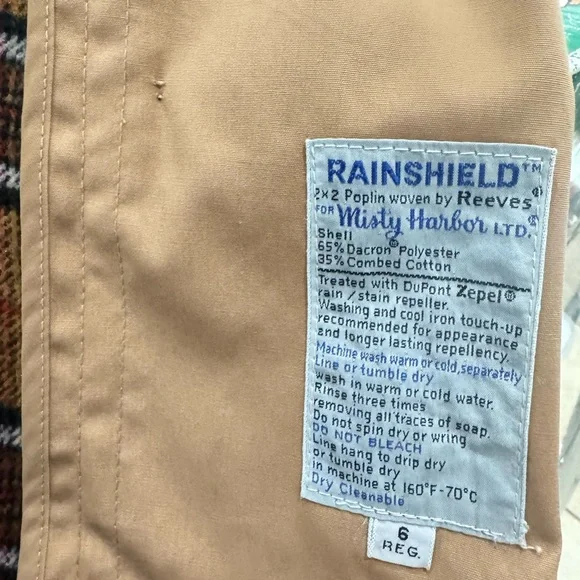 RAINSHIELD™
2×2 Poplin woven by Reeves®
FOR Misty Harbor LTD.®
Shell
65% Dacron® Polyester
35% Combed Cotton
Treated with DuPont Zepel®
rain / stain repeller.
Washing and cool iron touch-up
recommended for appearance
and longer lasting repellency.
Machine wash warm or cold, separately
Line or tumble dry
wash in warm or cold water.
Rinse three times
removing all traces of soap.
Do not spin dry or wring
DO NOT BLEACH
Line hang to drip dry
or tumble dry
in machine at 160°F-70°C
Dry Cleanable
6
REG.